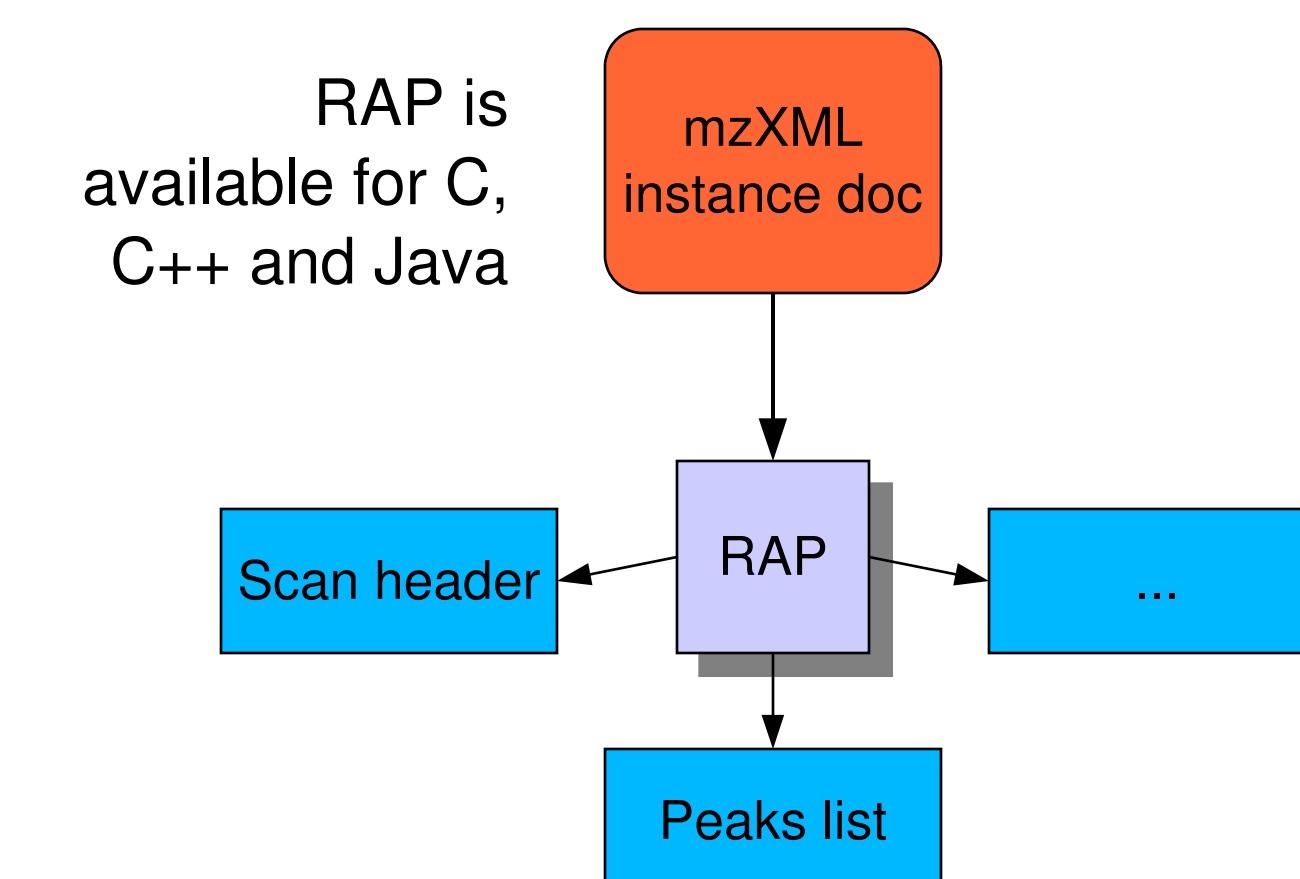 RAP is
available for C,
C++ and Java
mzXML
instance doc
RAP
Scan header
...
Peaks list